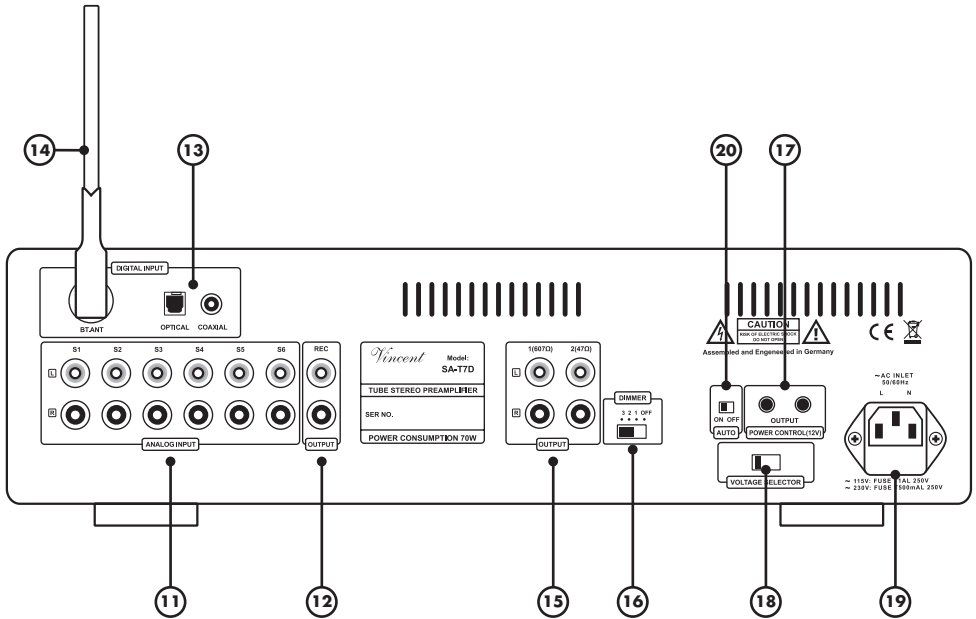 14
13
20
17
DIGITAL INPUT
BT.ANT
OPTICAL
COAXIAL
CAUTION
RISK OF ELECTRIC SHOCK
DO NOT OPEN
Assembled and Engeneered in Germany
CE
S1 S2 S3 S4 S5 S6
L
R
ANALOG INPUT
REC
OUTPUT
Vincent
Model:
SA-T7D
TUBE STEREO PREAMPLIFIER
SER NO.
POWER CONSUMPTION 70W
1(607Ω) 2(47Ω)
L
R
OUTPUT
DIMMER
3 2 1 OFF
ON OFF
AUTO
OUTPUT
POWER CONTROL(12V)
VOLTAGE SELECTOR
~AC INLET
50/60Hz
L N
~ 115V: FUSE T1AL 250V
~ 230V: FUSE T500mAL 250V
11
12
15
16
18
19